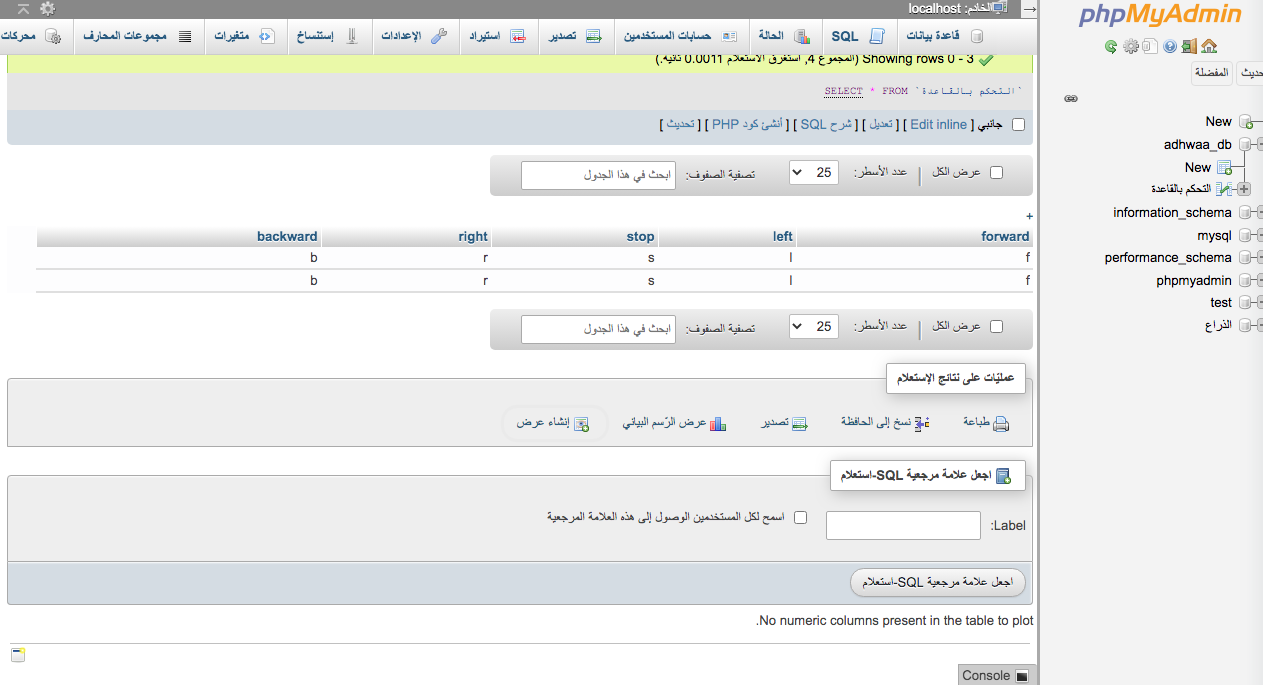 الخادم: localhost
phpMyAdmin
قاعدة بيانات SQL الحالة حسابات المستخدمين تصدير استيراد الإعدادات إستنساخ متغيرات مجموعات المحارف محركات
Showing rows 0 - 3 (المجموع 4, استغرق الاستعلام 0.0011 ثانية.)
SELECT * FROM `التحكم بالقاعدة`
جانبي [ Edit inline ] [ تعديل ] [ شرح SQL ] [ أنشئ كود PHP ] [ تحديث ]
عرض الكل | عدد الأسطر: 25 تصفية الصفوف: ابحث في هذا الجدول
+
forward left stop right backward
f l s r b
f l s r b
عرض الكل | عدد الأسطر: 25 تصفية الصفوف: ابحث في هذا الجدول
عمليّات على نتائج الإستعلام
طباعة نسخ إلى الحافظة تصدير عرض الرّسم البياني إنشاء عرض
اجعل علامة مرجعية SQL-استعلام
Label: اسمح لكل المستخدمين الوصول إلى هذه العلامة المرجعية
اجعل علامة مرجعية SQL-استعلام
No numeric columns present in the table to plot.
Console
المفضلة
New
adhwaa_db
New
التحكم بالقاعدة
information_schema
mysql
performance_schema
phpmyadmin
test
الذراع